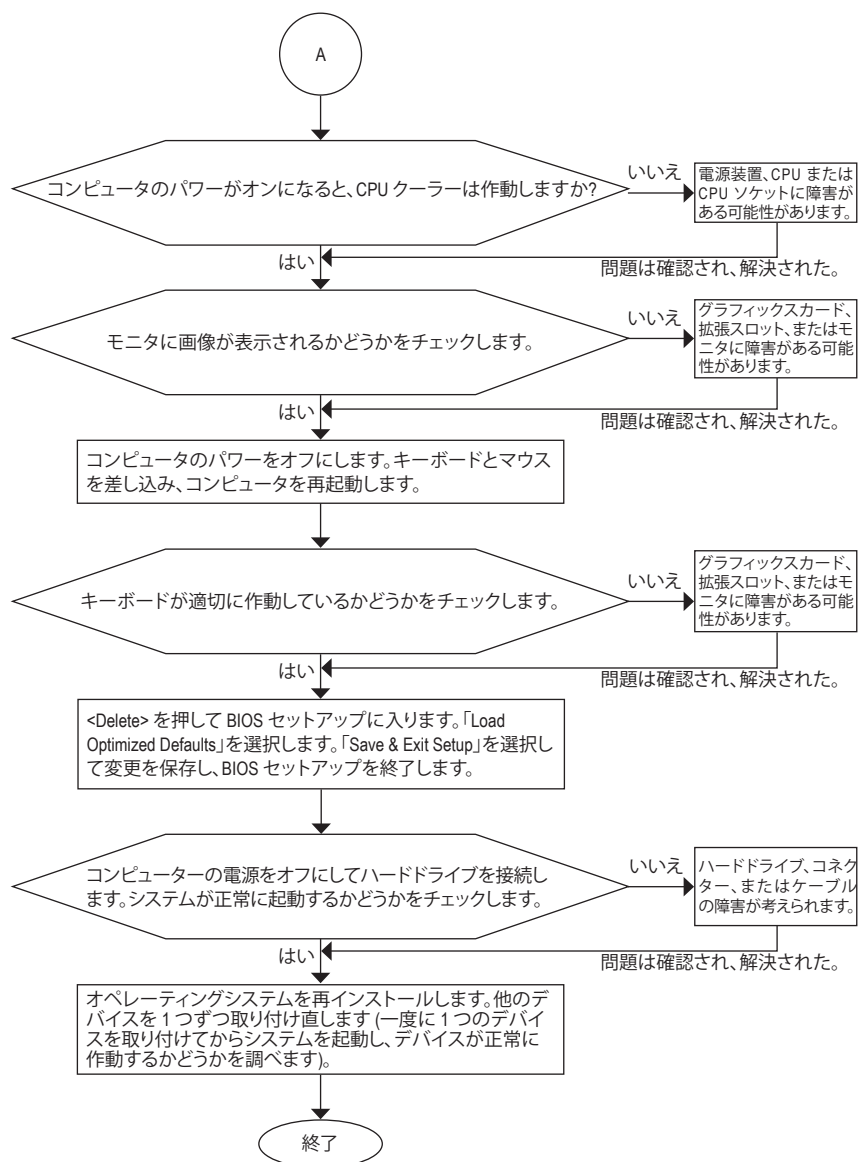 A
コンピュータのパワーがオンになると、CPU クーラーは作動しますか?
いいえ
電源装置、CPU または
CPU ソケットに障害が
ある可能性があります。
はい
問題は確認され、解決された。
モニタに画像が表示されるかどうかをチェックします。
いいえ
グラフィックスカード、
拡張スロット、またはモ
ニタに障害がある可能
性があります。
はい
問題は確認され、解決された。
コンピュータのパワーをオフにします。キーボードとマウス
を差し込み、コンピュータを再起動します。
キーボードが適切に作動しているかどうかをチェックします。
いいえ
グラフィックスカード、
拡張スロット、またはモ
ニタに障害がある可能
性があります。
はい
問題は確認され、解決された。
<Delete> を押して BIOS セットアップに入ります。「Load
Optimized Defaults」を選択します。「Save & Exit Setup」を選択し
て変更を保存し、BIOS セットアップを終了します。
コンピューターの電源をオフにしてハードドライブを接続し
ます。システムが正常に起動するかどうかをチェックします。
いいえ
ハードドライブ、コネク
ター、またはケーブル
の障害が考えられます。
はい
問題は確認され、解決された。
オペレーティングシステムを再インストールします。他のデ
バイスを 1 つずつ取り付け直します (一度に 1 つのデバイ
スを取り付けてからシステムを起動し、デバイスが正常に
作動するかどうかを調べます)。
終了